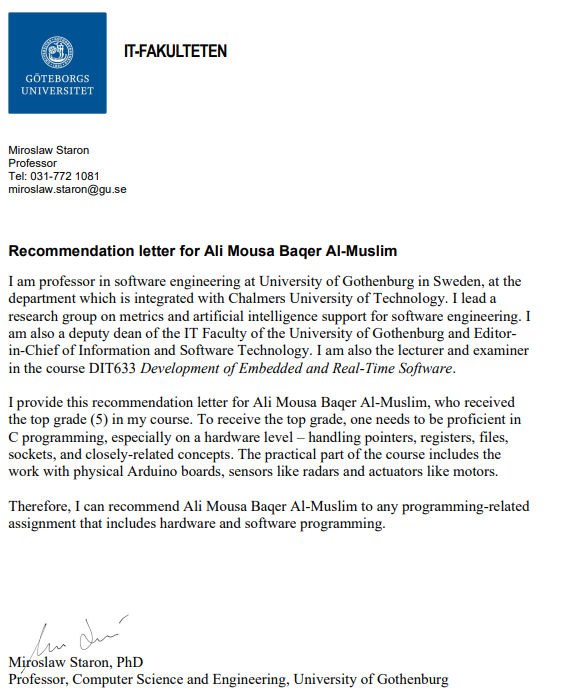 IT-FAKULTETEN
GÖTEBORGS
UNIVERSITET
Miroslaw Staron
Professor
Tel: 031-772 1081
miroslaw.staron@gu.se
Recommendation letter for Ali Mousa Baqer Al-Muslim
I am professor in software engineering at University of Gothenburg in Sweden, at the
department which is integrated with Chalmers University of Technology. I lead a
research group on metrics and artificial intelligence support for software engineering. I
am also a deputy dean of the IT Faculty of the University of Gothenburg and Editor-
in-Chief of Information and Software Technology. I am also the lecturer and examiner
in the course DIT633 Development of Embedded and Real-Time Software.
I provide this recommendation letter for Ali Mousa Baqer Al-Muslim, who received
the top grade (5) in my course. To receive the top grade, one needs to be proficient in
C programming, especially on a hardware level – handling pointers, registers, files,
sockets, and closely-related concepts. The practical part of the course includes the
work with physical Arduino boards, sensors like radars and actuators like motors.
Therefore, I can recommend Ali Mousa Baqer Al-Muslim to any programming-related
assignment that includes hardware and software programming.
Miroslaw Staron, PhD
Professor, Computer Science and Engineering, University of Gothenburg